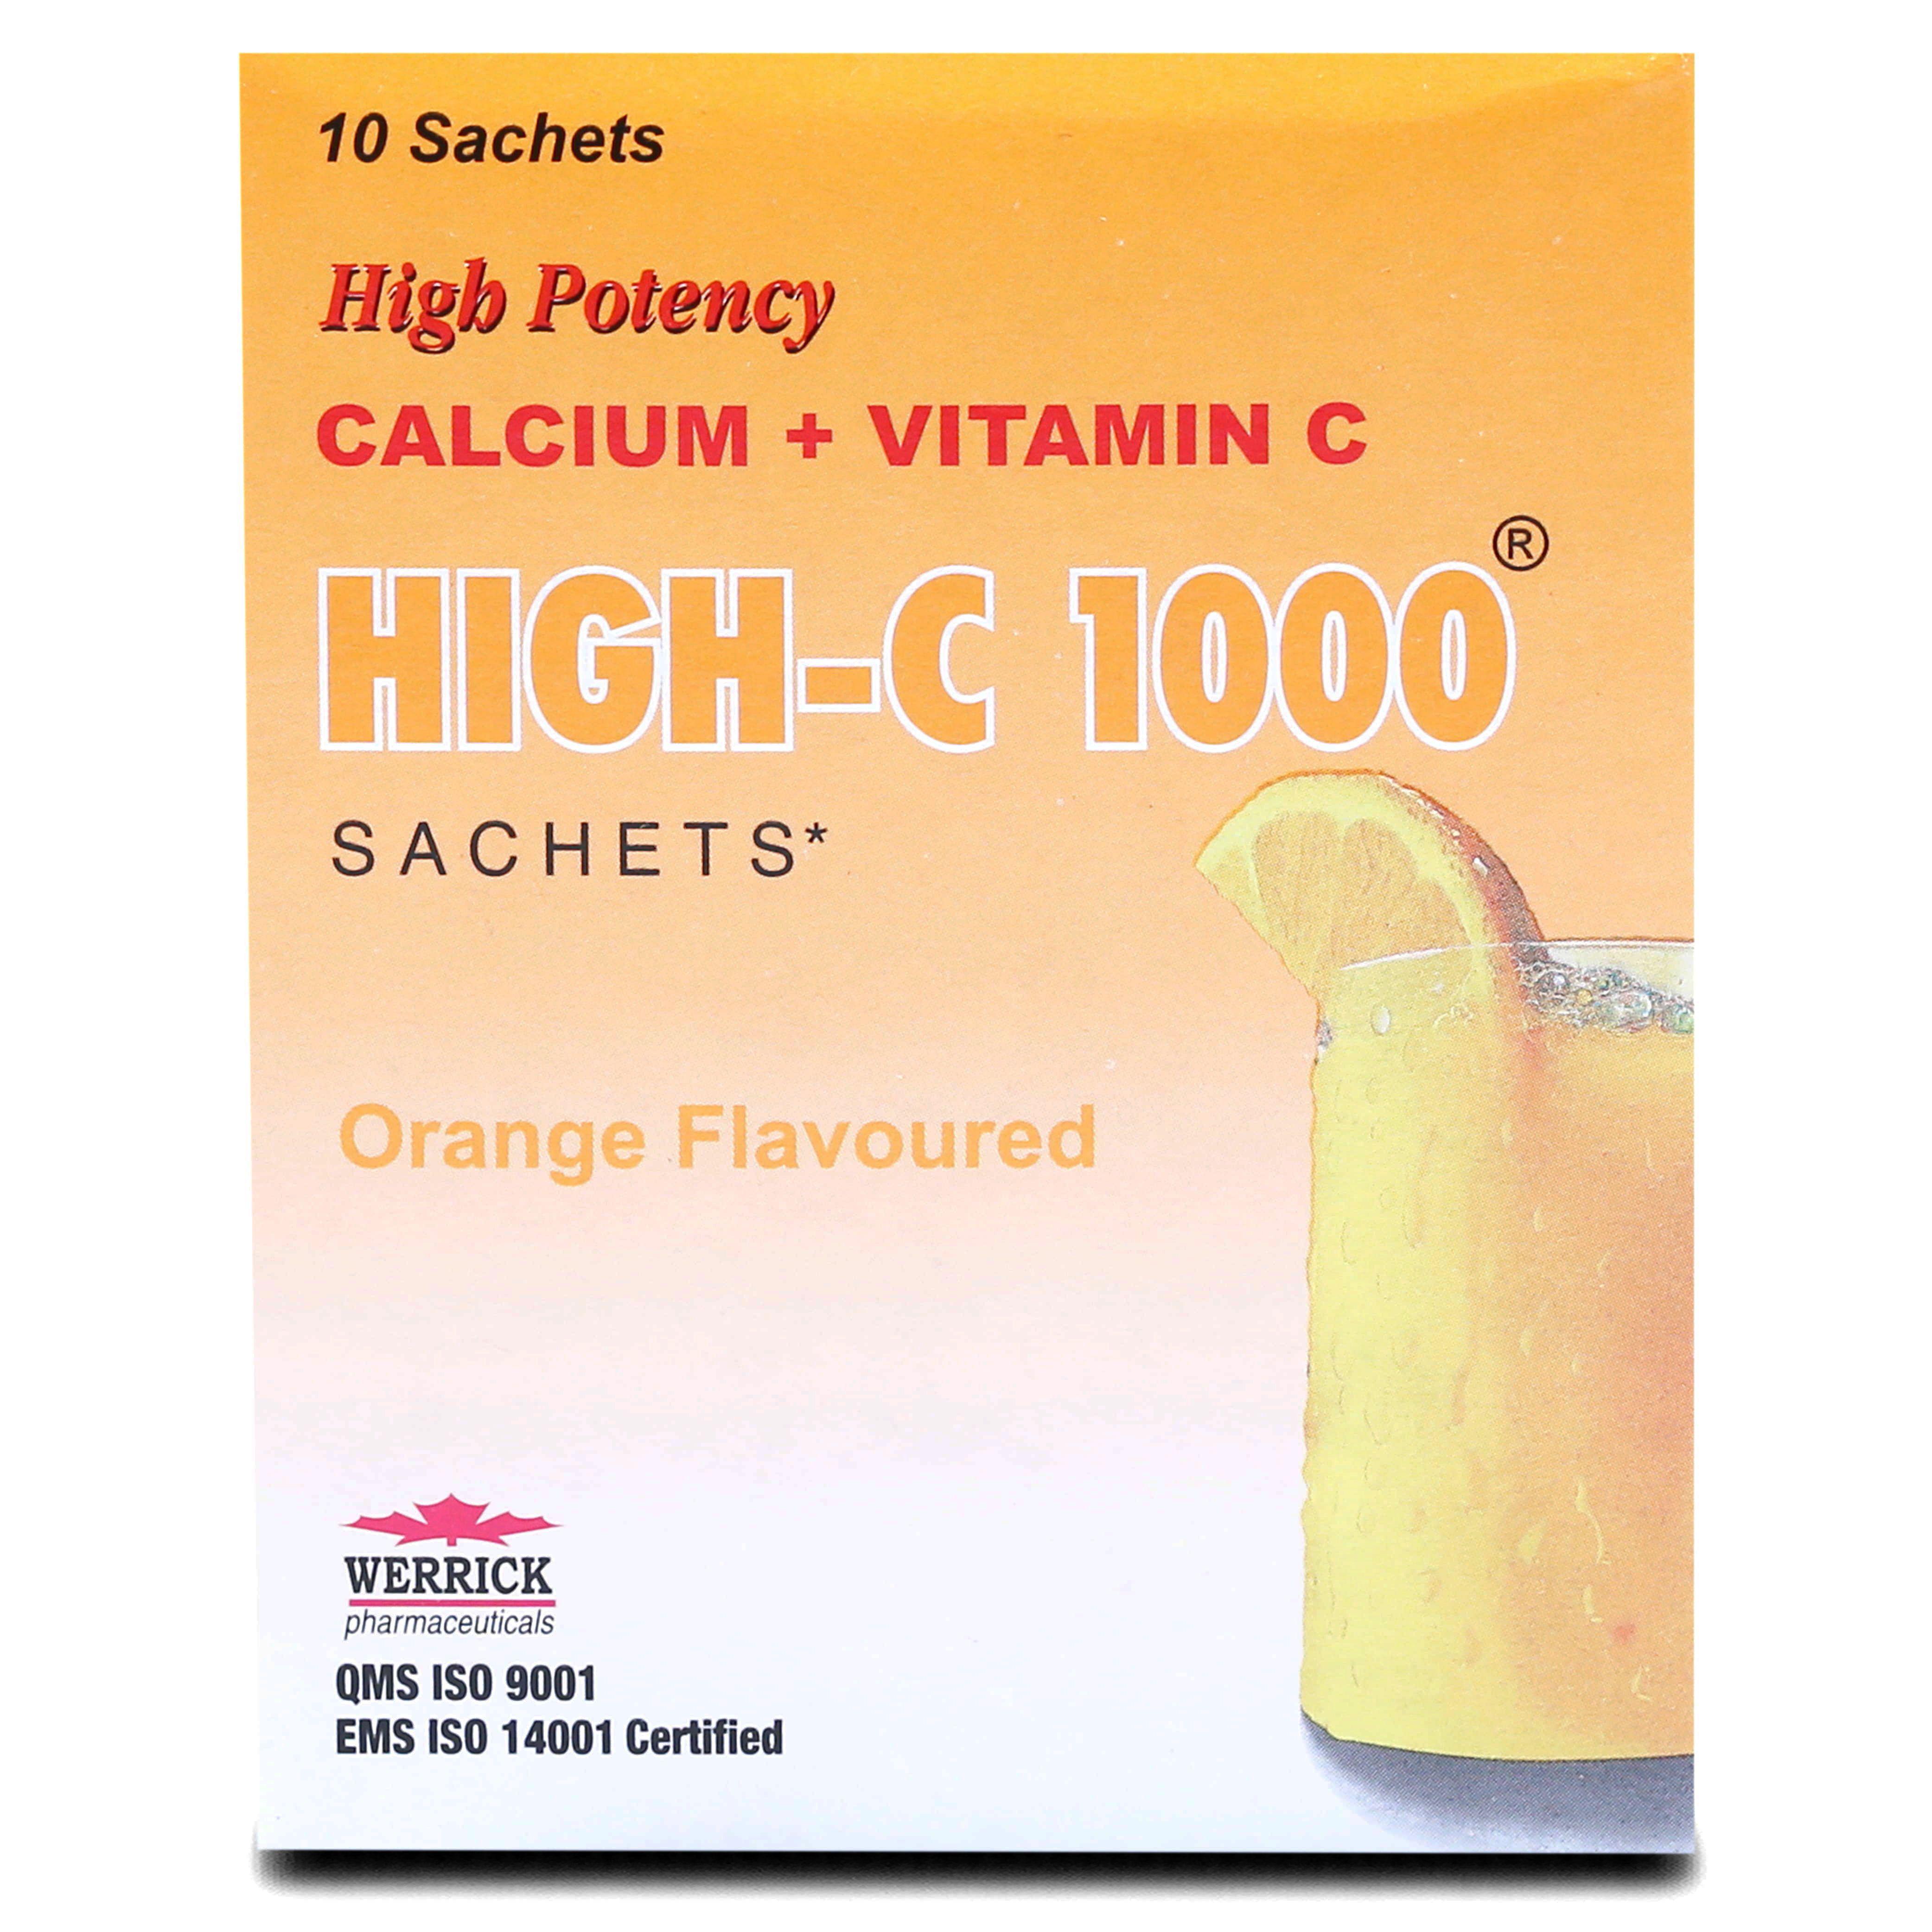 10 Sachets
High Potency
CALCIUM + VITAMIN C
HIGH-C 1000®
SACHETS*
Orange Flavoured
WERRICK
pharmaceuticals
QMS ISO 9001
EMS ISO 14001 Certified